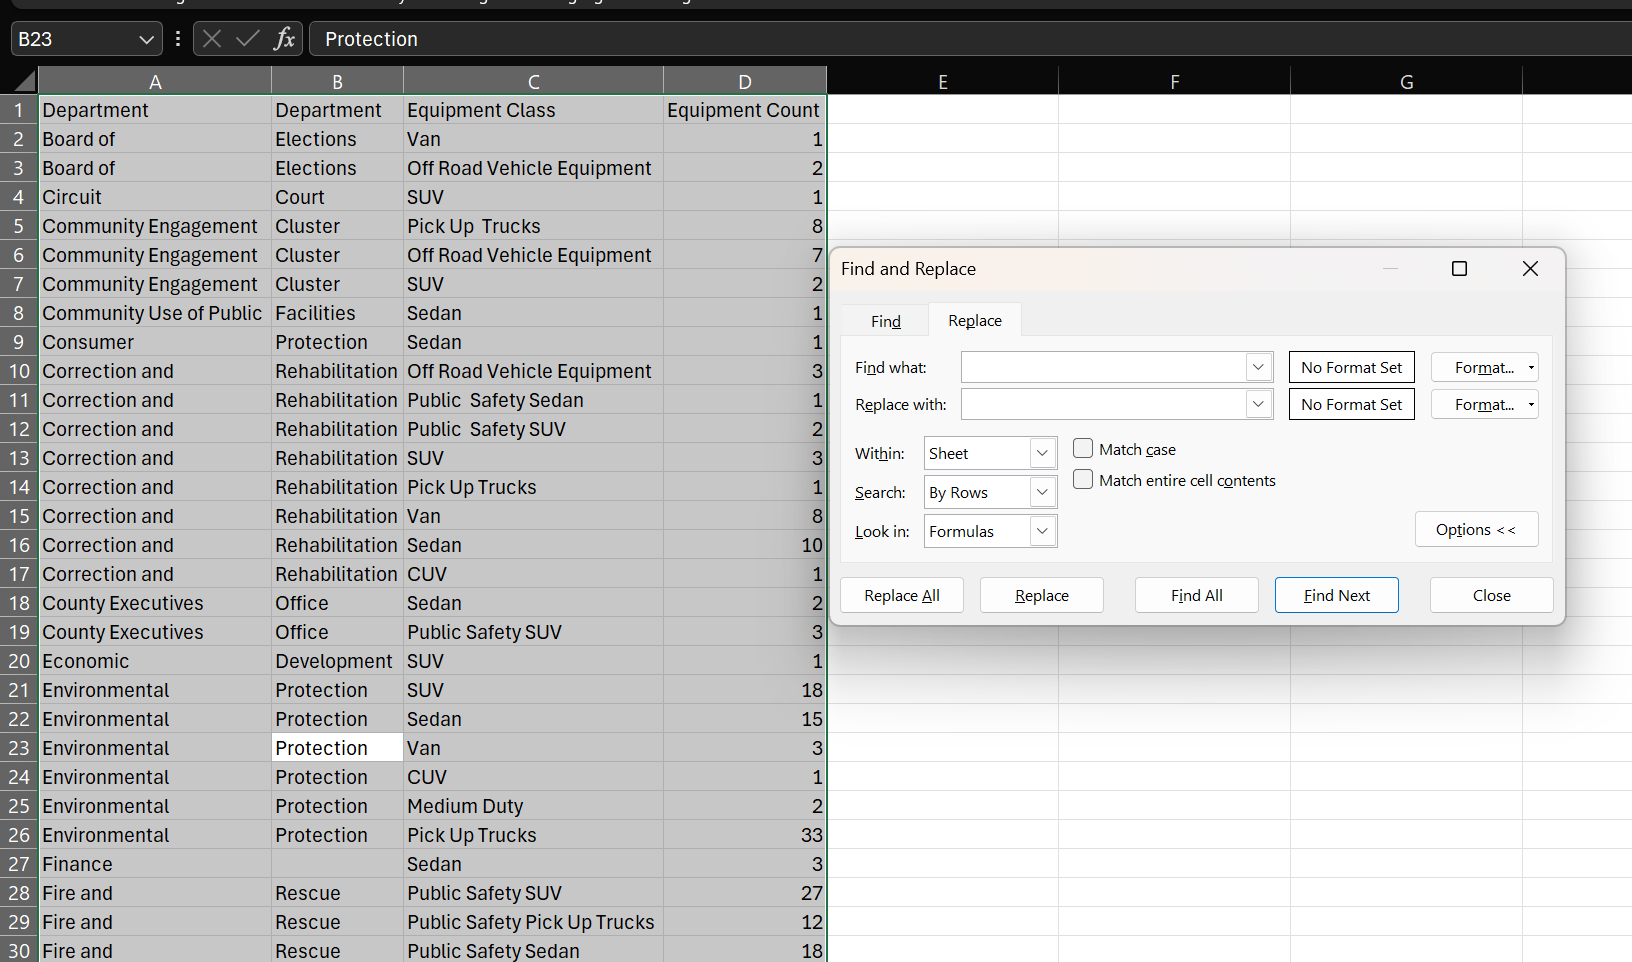 B23 fx Protection
A B C D E F G
1 Department Department Equipment Class Equipment Count
2 Board of Elections Van 1
3 Board of Elections Off Road Vehicle Equipment 2
4 Circuit Court SUV 1
5 Community Engagement Cluster Pick Up  Trucks 8
6 Community Engagement Cluster Off Road Vehicle Equipment 7
7 Community Engagement Cluster SUV 2
8 Community Use of Public Facilities Sedan 1
9 Consumer Protection Sedan 1
10 Correction and Rehabilitation Off Road Vehicle Equipment 3
11 Correction and Rehabilitation Public  Safety Sedan 1
12 Correction and Rehabilitation Public  Safety SUV 2
13 Correction and Rehabilitation SUV 3
14 Correction and Rehabilitation Pick Up Trucks 1
15 Correction and Rehabilitation Van 8
16 Correction and Rehabilitation Sedan 10
17 Correction and Rehabilitation CUV 1
18 County Executives Office Sedan 2
19 County Executives Office Public Safety SUV 3
20 Economic Development SUV 1
21 Environmental Protection SUV 18
22 Environmental Protection Sedan 15
23 Environmental Protection Van 3
24 Environmental Protection CUV 1
25 Environmental Protection Medium Duty 2
26 Environmental Protection Pick Up Trucks 33
27 Finance Sedan 3
28 Fire and Rescue Public Safety SUV 27
29 Fire and Rescue Public Safety Pick Up Trucks 12
30 Fire and Rescue Public Safety Sedan 18
Find and Replace
Find Replace
Find what: No Format Set Format...
Replace with: No Format Set Format...
Within: Sheet Match case
Search: By Rows Match entire cell contents
Look in: Formulas Options <<
Replace All Replace Find All Find Next Close